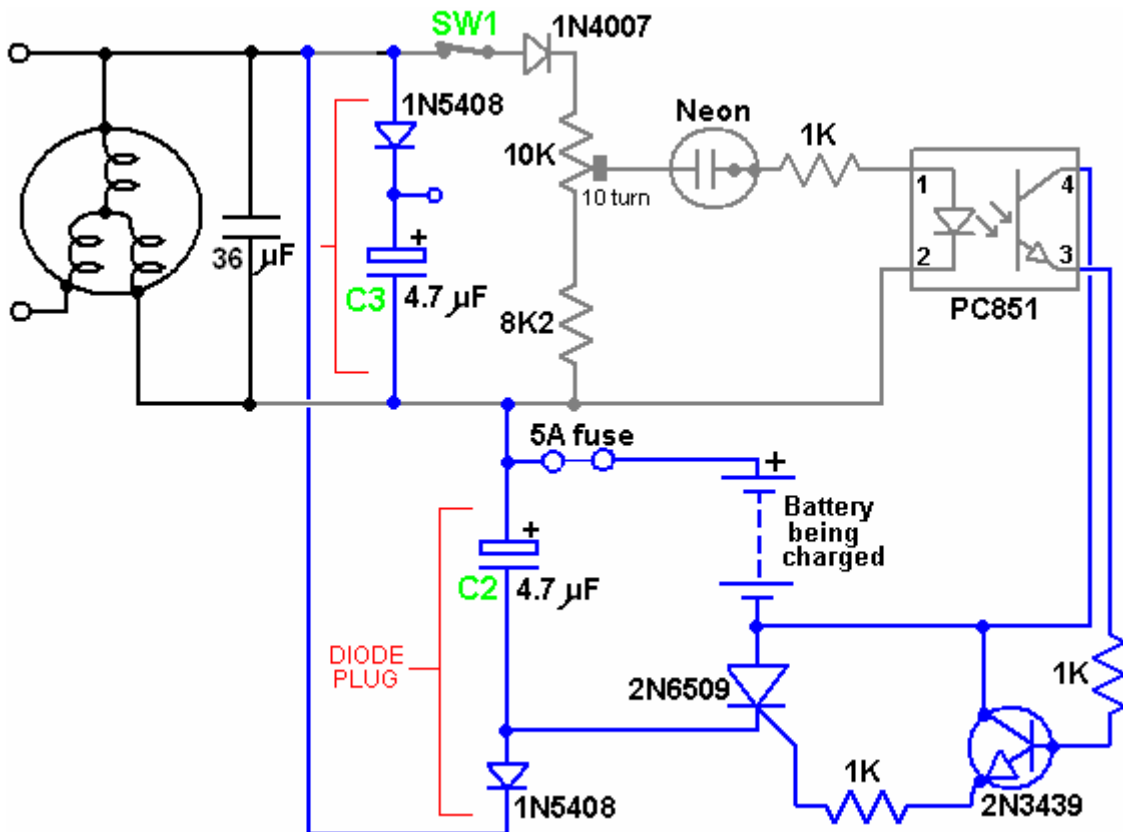 SW1
1N4007
1N5408
Neon
1K
10K
10 turn
1
2
4
3
36 µF
+
C3
4.7 µF
8K2
PC851
5A fuse
+
Battery
being
charged
+
C2
4.7 µF
DIODE
PLUG
2N6509
1K
1K
1N5408
2N3439